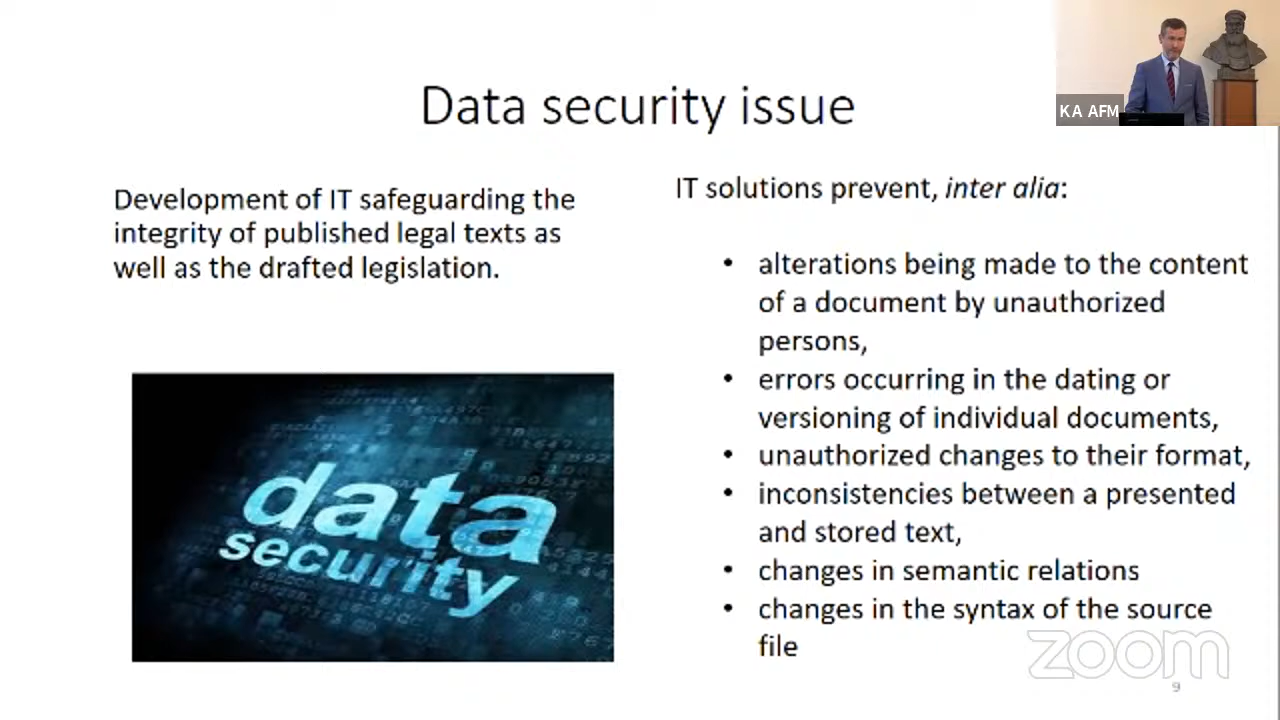 KA AFM
Data security issue
Development of IT safeguarding the
integrity of published legal texts as
well as the drafted legislation.
data
security
IT solutions prevent, inter alia:
• alterations being made to the content
of a document by unauthorized
persons,
• errors occurring in the dating or
versioning of individual documents,
• unauthorized changes to their format,
• inconsistencies between a presented
and stored text,
• changes in semantic relations
• changes in the syntax of the source
file
zoom
9